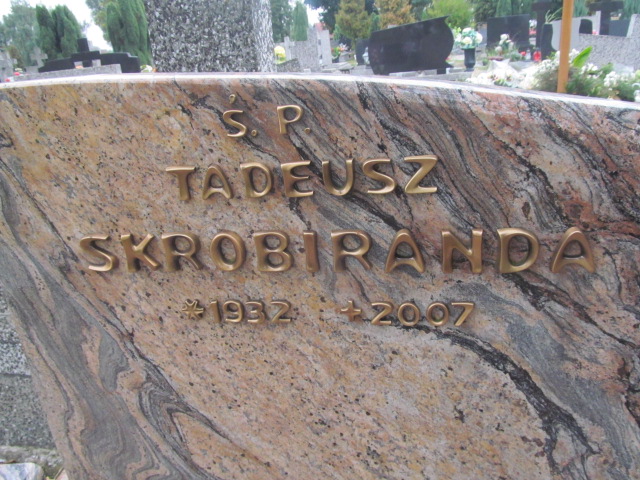 Ś. P.
TADEUSZ
SKROBIRANDA
*1932 +2007